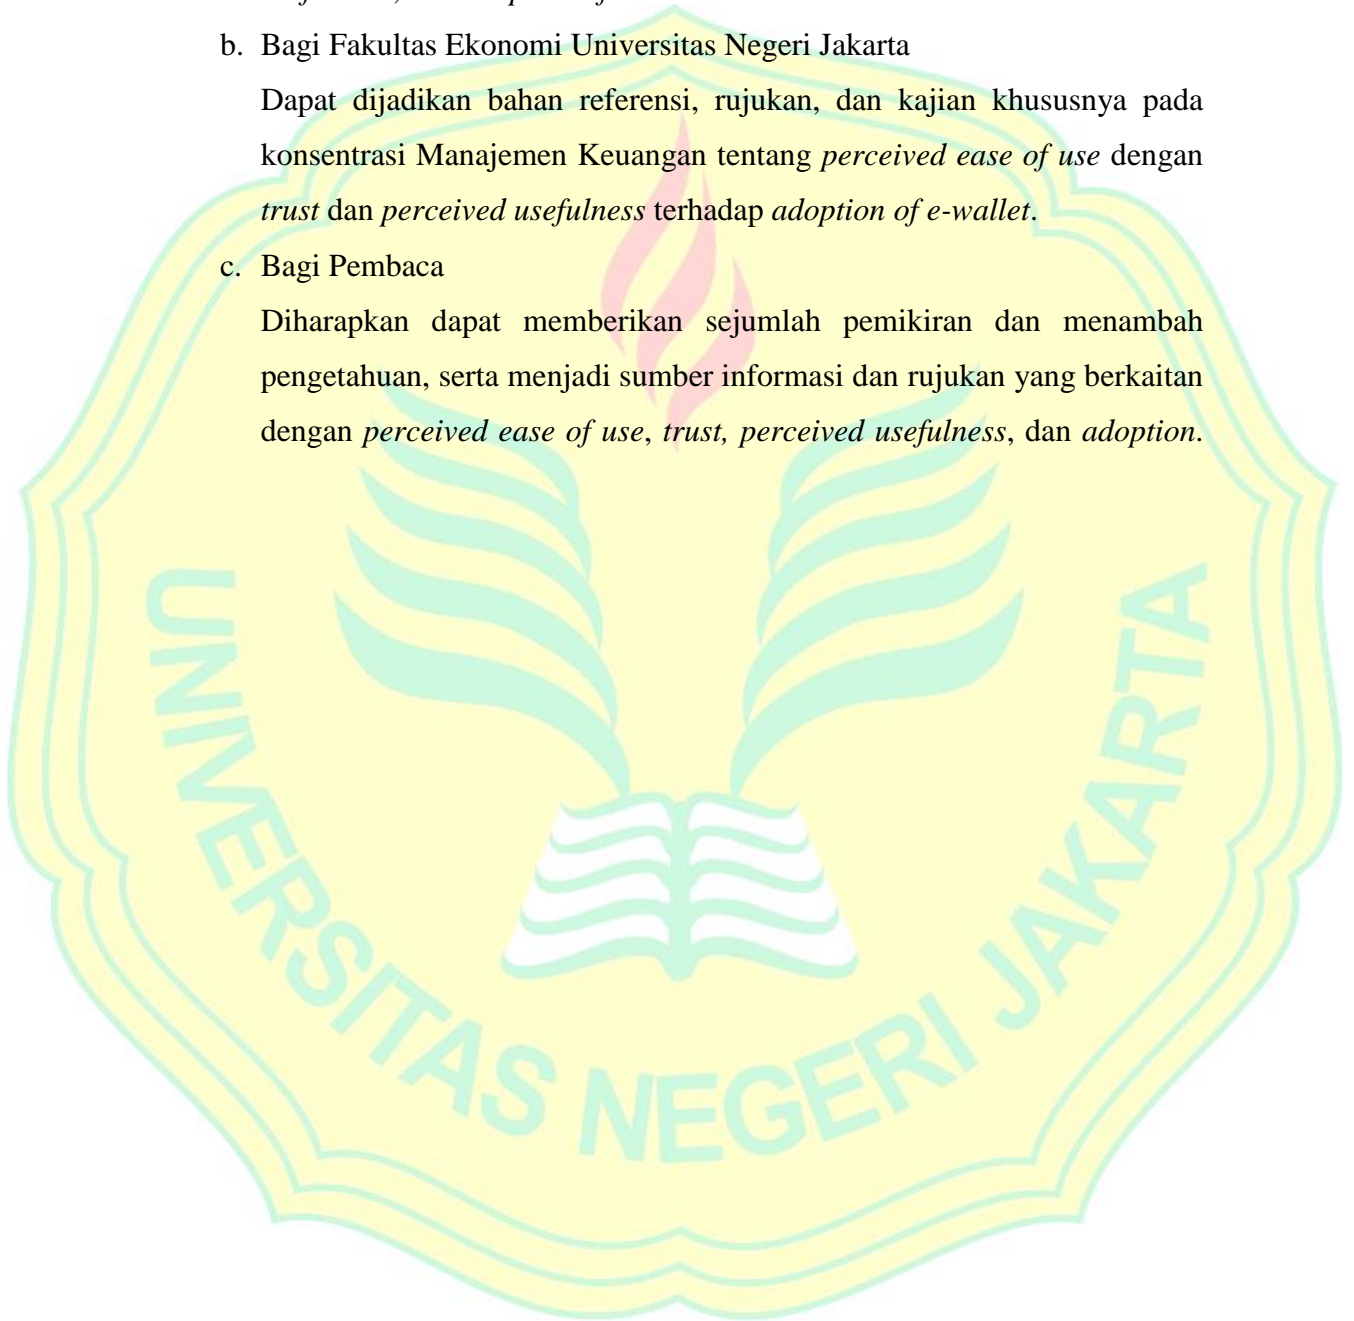 b. Bagi Fakultas Ekonomi Universitas Negeri Jakarta
Dapat dijadikan bahan referensi, rujukan, dan kajian khususnya pada
konsentrasi Manajemen Keuangan tentang perceived ease of use dengan
trust dan perceived usefulness terhadap adoption of e-wallet.
c. Bagi Pembaca
Diharapkan dapat memberikan sejumlah pemikiran dan menambah
pengetahuan, serta menjadi sumber informasi dan rujukan yang berkaitan
dengan perceived ease of use, trust, perceived usefulness, dan adoption.
UNIVERSITAS NEGERI JAKARTA